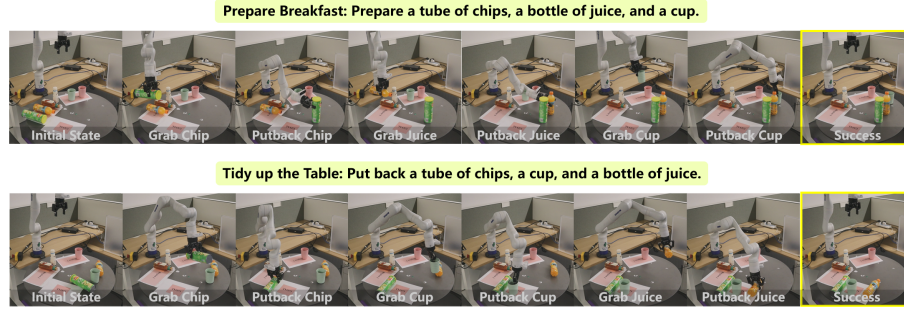 Prepare Breakfast: Prepare a tube of chips, a bottle of juice, and a cup.
Initial State Grab Chip Putback Chip Grab Juice Putback Juice Grab Cup Putback Cup Success
Tidy up the Table: Put back a tube of chips, a cup, and a bottle of juice.
Initial State Grab Chip Putback Chip Grab Cup Putback Cup Grab Juice Putback Juice Success